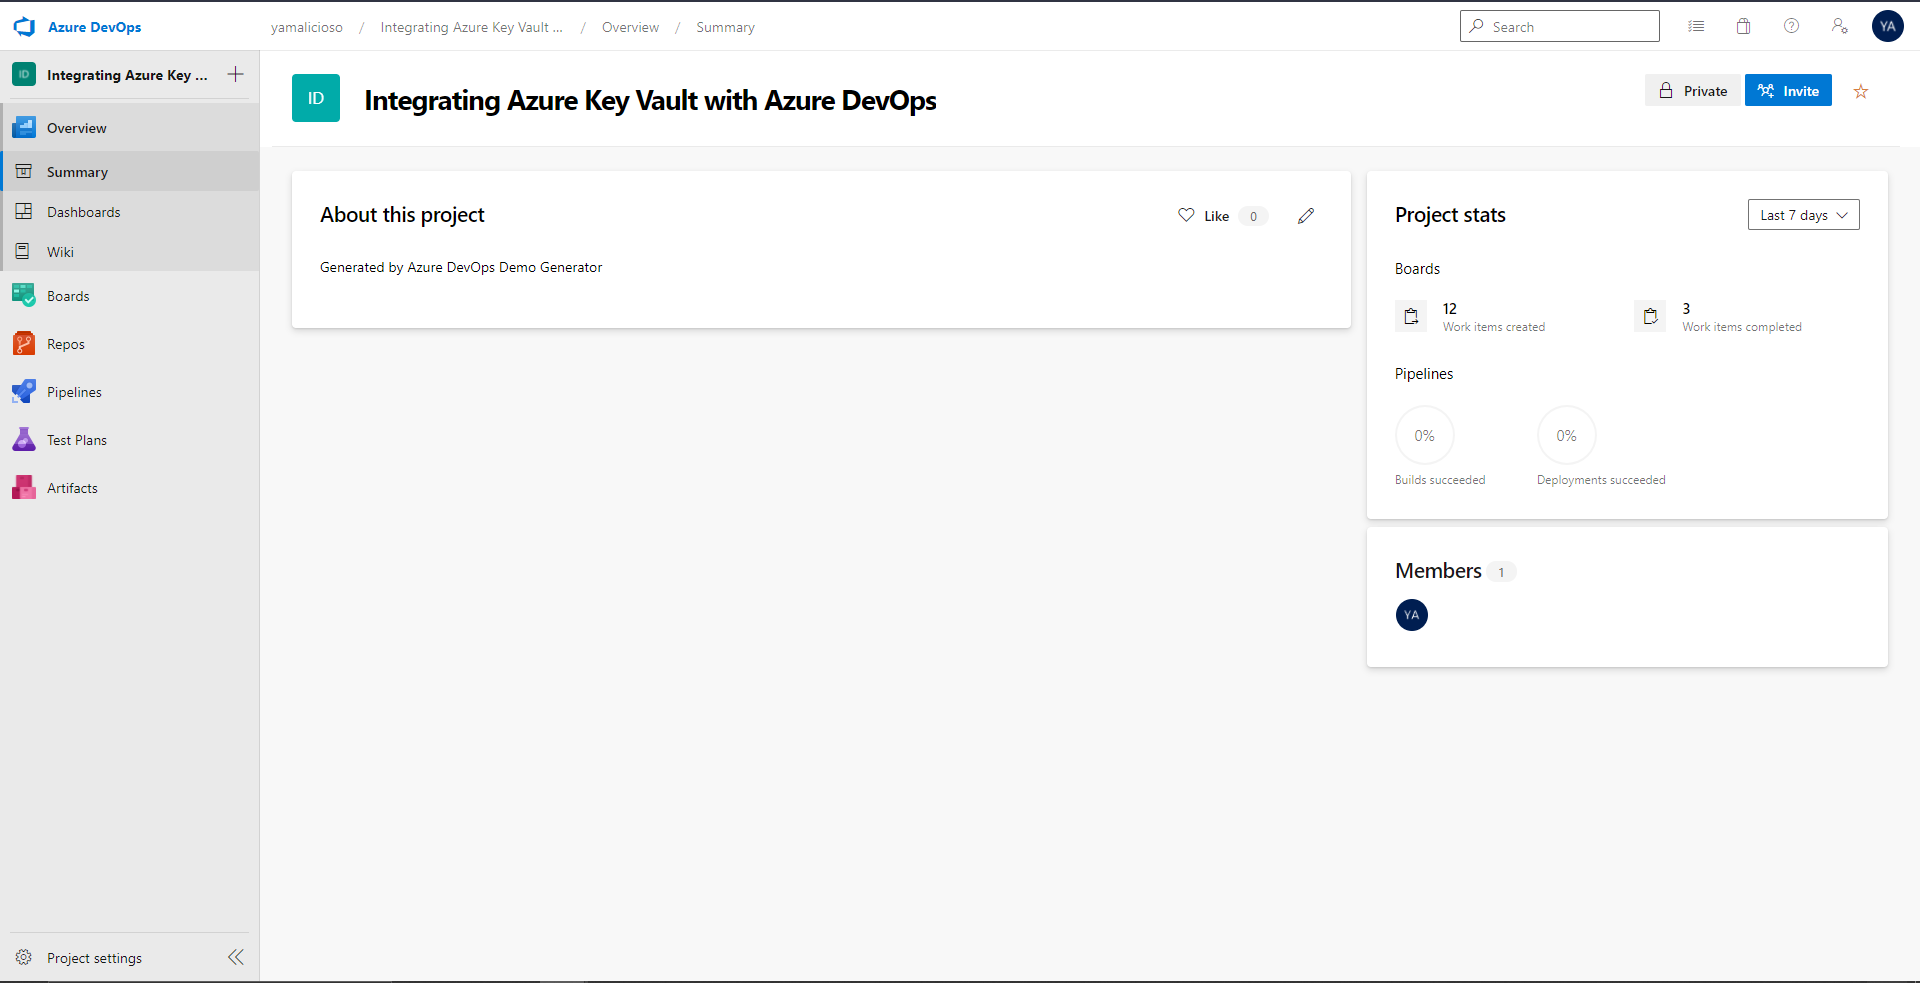 Azure DevOps
yamalicioso / Integrating Azure Key Vault ... / Overview / Summary
Search
YA
ID Integrating Azure Key ...
Overview
Summary
Dashboards
Wiki
Boards
Repos
Pipelines
Test Plans
Artifacts
Project settings
ID Integrating Azure Key Vault with Azure DevOps
Private
Invite
About this project
Like 0
Generated by Azure DevOps Demo Generator
Project stats
Last 7 days
Boards
12
Work items created
3
Work items completed
Pipelines
0%
Builds succeeded
0%
Deployments succeeded
Members 1
YA